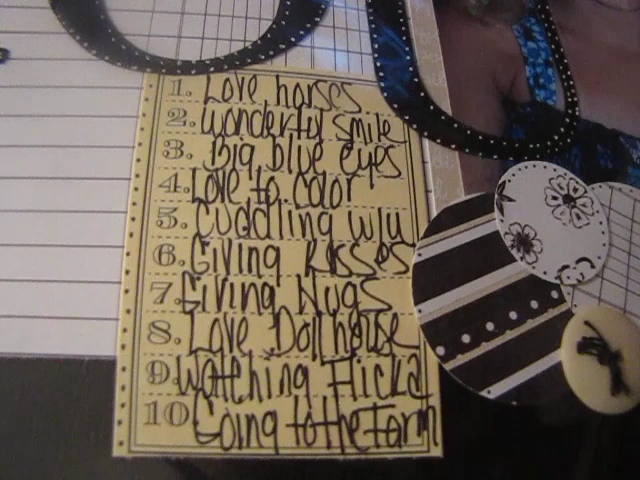 1. Love horses
2. Wonderful smile
3. Big blue eyes
4. Love to color
5. Cuddling w/u
6. Giving kisses
7. Giving Hugs
8. Love Dollhouse
9. Watching Flicka
10 Going to the Farm